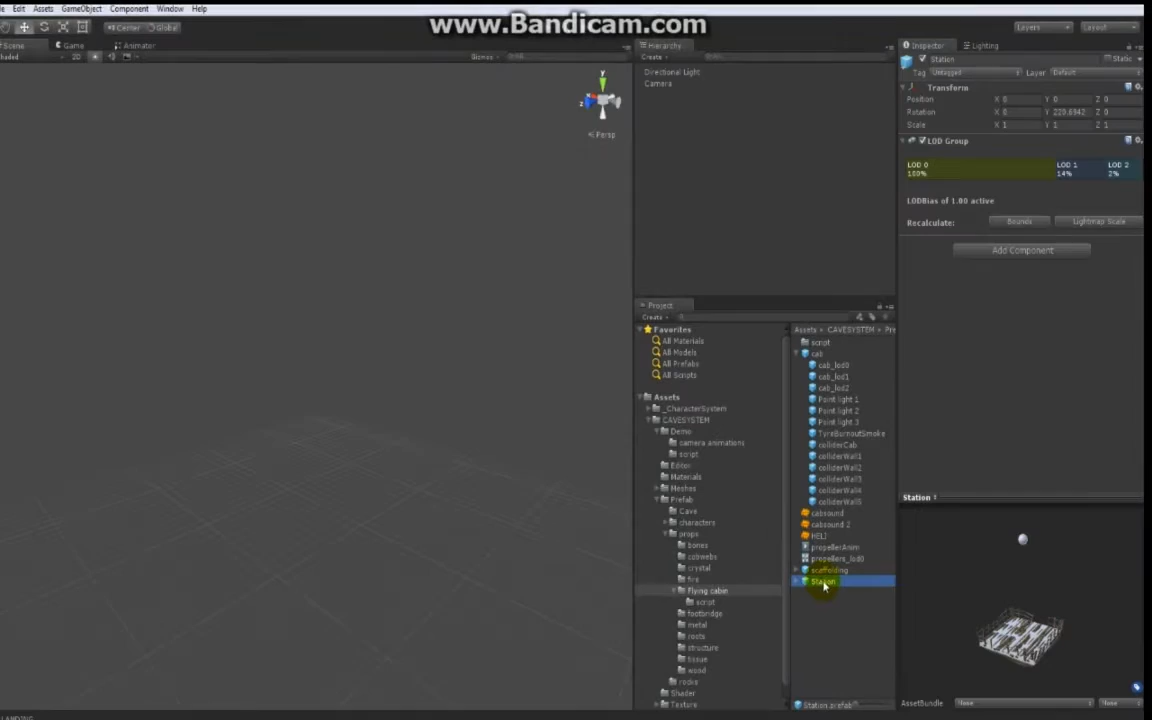 www.Bandicam.com
Edit Assets GameObject Component Window Help
Center Global
Layers Layout
Scene Game Animator
Shaded 2D Gizmos
Persp
Hierarchy
Create
Directional Light
Camera
Project
Create
Favorites
All Materials
All Models
All Prefabs
All Scripts
Assets
_CharacterSystem
CAVESYSTEM
Demo
camera animations
script
Editor
Materials
Meshes
Prefab
Cave
characters
props
bones
cobwebs
crystal
fire
Flying cabin
script
footbridge
metal
roots
structure
tissue
wood
rocks
Shader
Texture
Assets CAVESYSTEM Pre
script
cab
cab_lod0
cab_lod1
cab_lod2
Point light 1
Point light 2
Point light 3
TyreBurnoutSmoke
colliderCab
colliderWall1
colliderWall2
colliderWall3
colliderWall4
colliderWall5
cabsound
cabsound 2
HELI
propellerAnim
propellers_lod0
scaffolding
Station
Station.prefab
Inspector Lighting
Station Static
Tag Untagged Layer Default
Transform
Position X 0 Y 0 Z 0
Rotation X 0 Y 229.6942 Z 0
Scale X 1 Y 1 Z 1
LOD Group
LOD 0 LOD 1 LOD 2
100% 14% 2%
LODBias of 1.00 active
Recalculate: Bounds Lightmap Scale
Add Component
Station
AssetBundle None None
LANDING